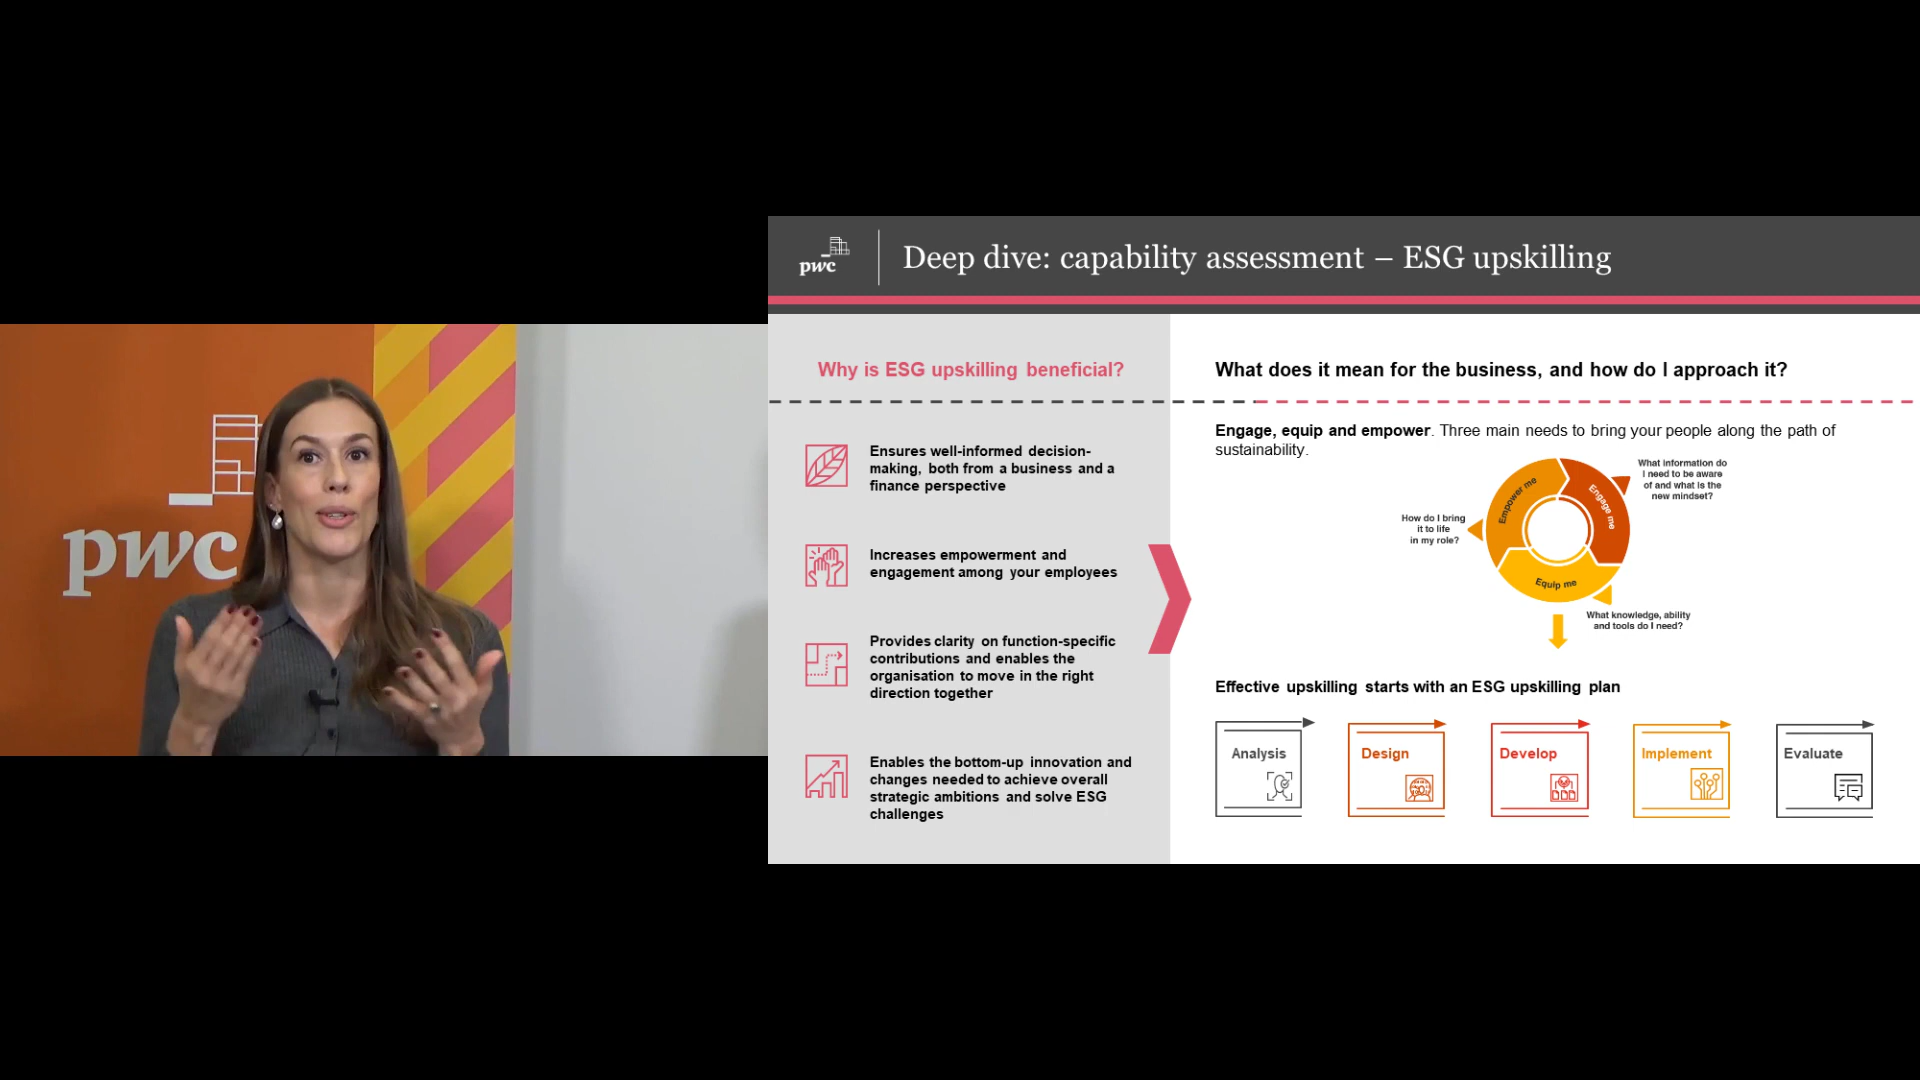 pwc
pwc
Deep dive: capability assessment – ESG upskilling
Why is ESG upskilling beneficial?
Ensures well-informed decision-
making, both from a business and a
finance perspective
Increases empowerment and
engagement among your employees
Provides clarity on function-specific
contributions and enables the
organisation to move in the right
direction together
Enables the bottom-up innovation and
changes needed to achieve overall
strategic ambitions and solve ESG
challenges
What does it mean for the business, and how do I approach it?
Engage, equip and empower. Three main needs to bring your people along the path of
sustainability.
What information do
I need to be aware
of and what is the
new mindset?
Empower me
Engage me
How do I bring
it to life
in my role?
Equip me
What knowledge, ability
and tools do I need?
Effective upskilling starts with an ESG upskilling plan
Analysis
Design
Develop
Implement
Evaluate